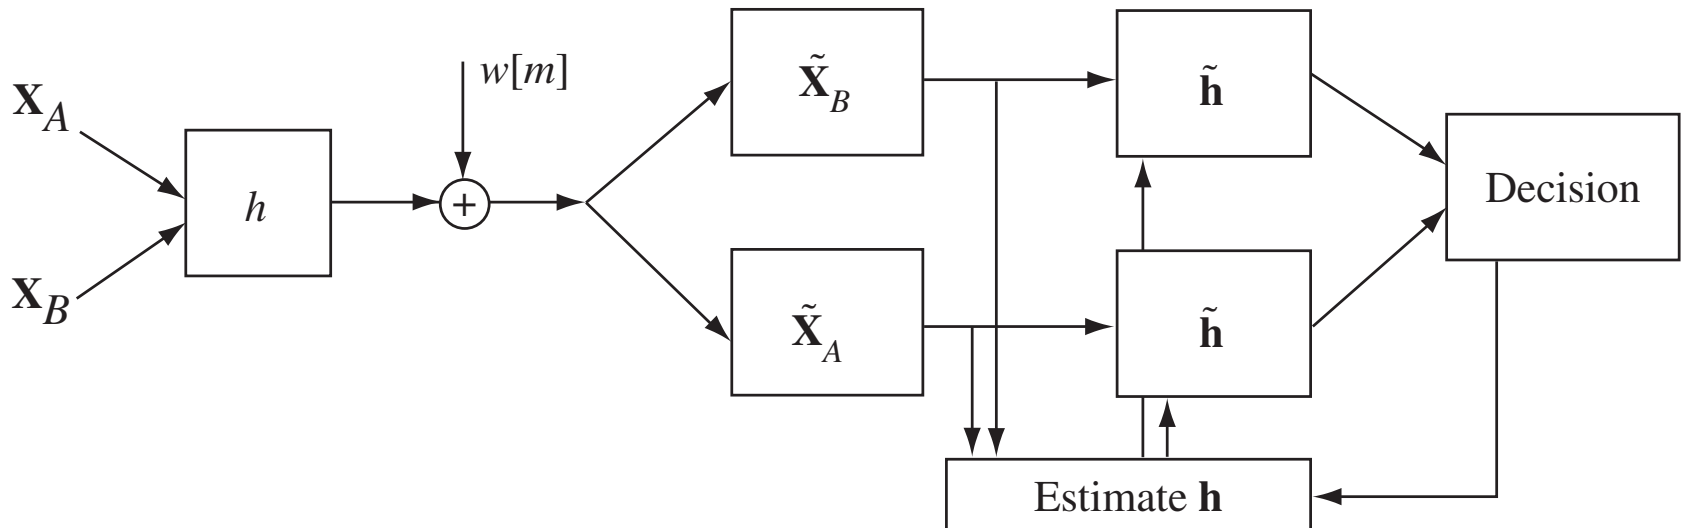 X_A
X_B
h
w[m]
+
X̃_B
X̃_A
h̃
h̃
Decision
Estimate h